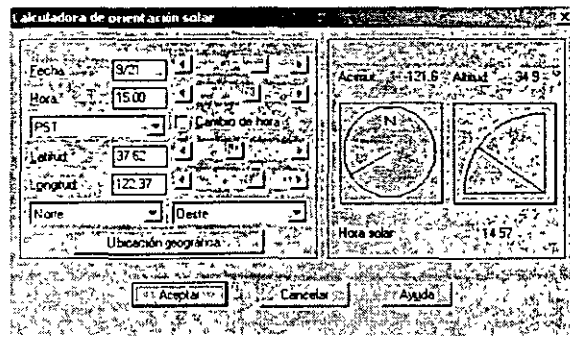 Calculadora de orientación solar
Fecha: 9/21
Hora: 15:00
PST Cambio de hora
Latitud: 37.62
Longitud: 122.37
Norte Oeste
Ubicación geográfica...
Acimut: -121.6 Altitud: 34.9
N
Hora solar: 14:57
Aceptar Cancelar Ayuda